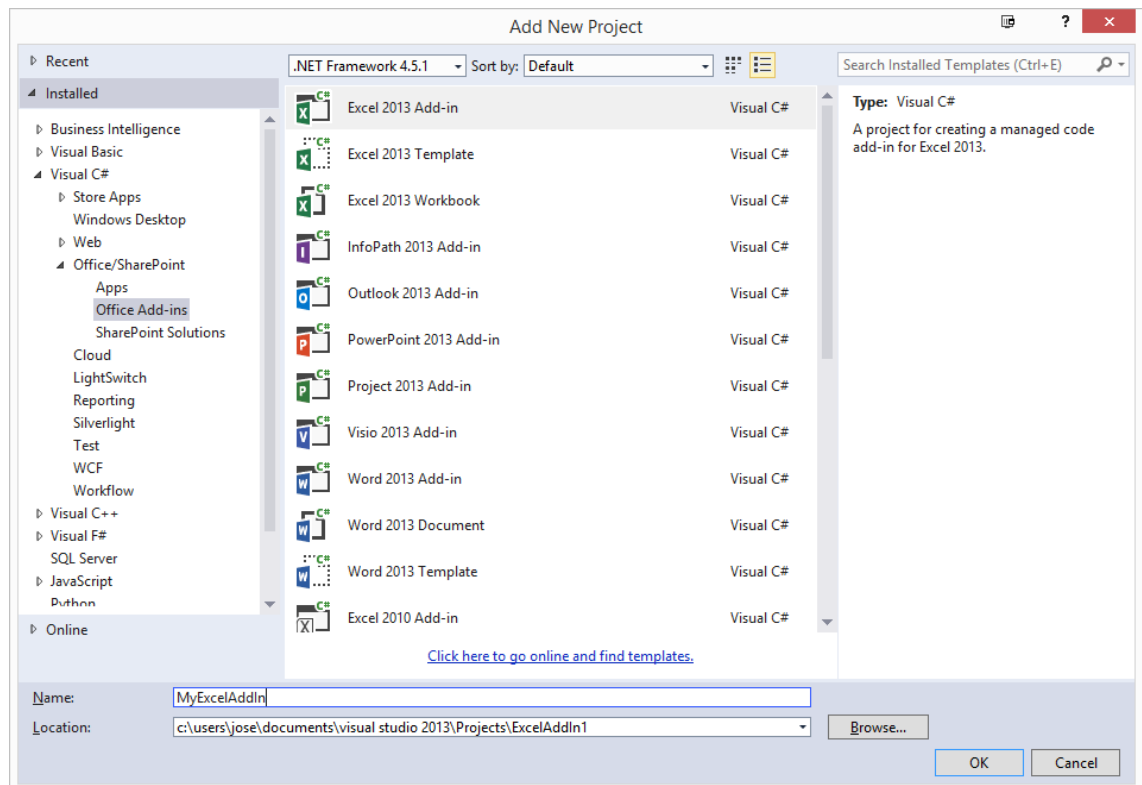 Add New Project
?
Recent
Installed
Business Intelligence
Visual Basic
Visual C#
Store Apps
Windows Desktop
Web
Office/SharePoint
Apps
Office Add-ins
SharePoint Solutions
Cloud
LightSwitch
Reporting
Silverlight
Test
WCF
Workflow
Visual C++
Visual F#
SQL Server
JavaScript
Python
Online
.NET Framework 4.5.1 Sort by: Default
C# Excel 2013 Add-in Visual C#
C# Excel 2013 Template Visual C#
C# Excel 2013 Workbook Visual C#
C# InfoPath 2013 Add-in Visual C#
C# Outlook 2013 Add-in Visual C#
C# PowerPoint 2013 Add-in Visual C#
C# Project 2013 Add-in Visual C#
C# Visio 2013 Add-in Visual C#
C# Word 2013 Add-in Visual C#
C# Word 2013 Document Visual C#
C# Word 2013 Template Visual C#
C# Excel 2010 Add-in Visual C#
Click here to go online and find templates.
Search Installed Templates (Ctrl+E)
Type: Visual C#
A project for creating a managed code
add-in for Excel 2013.
Name: MyExcelAddIn
Location: c:\users\jose\documents\visual studio 2013\Projects\ExcelAddIn1 Browse...
OK Cancel